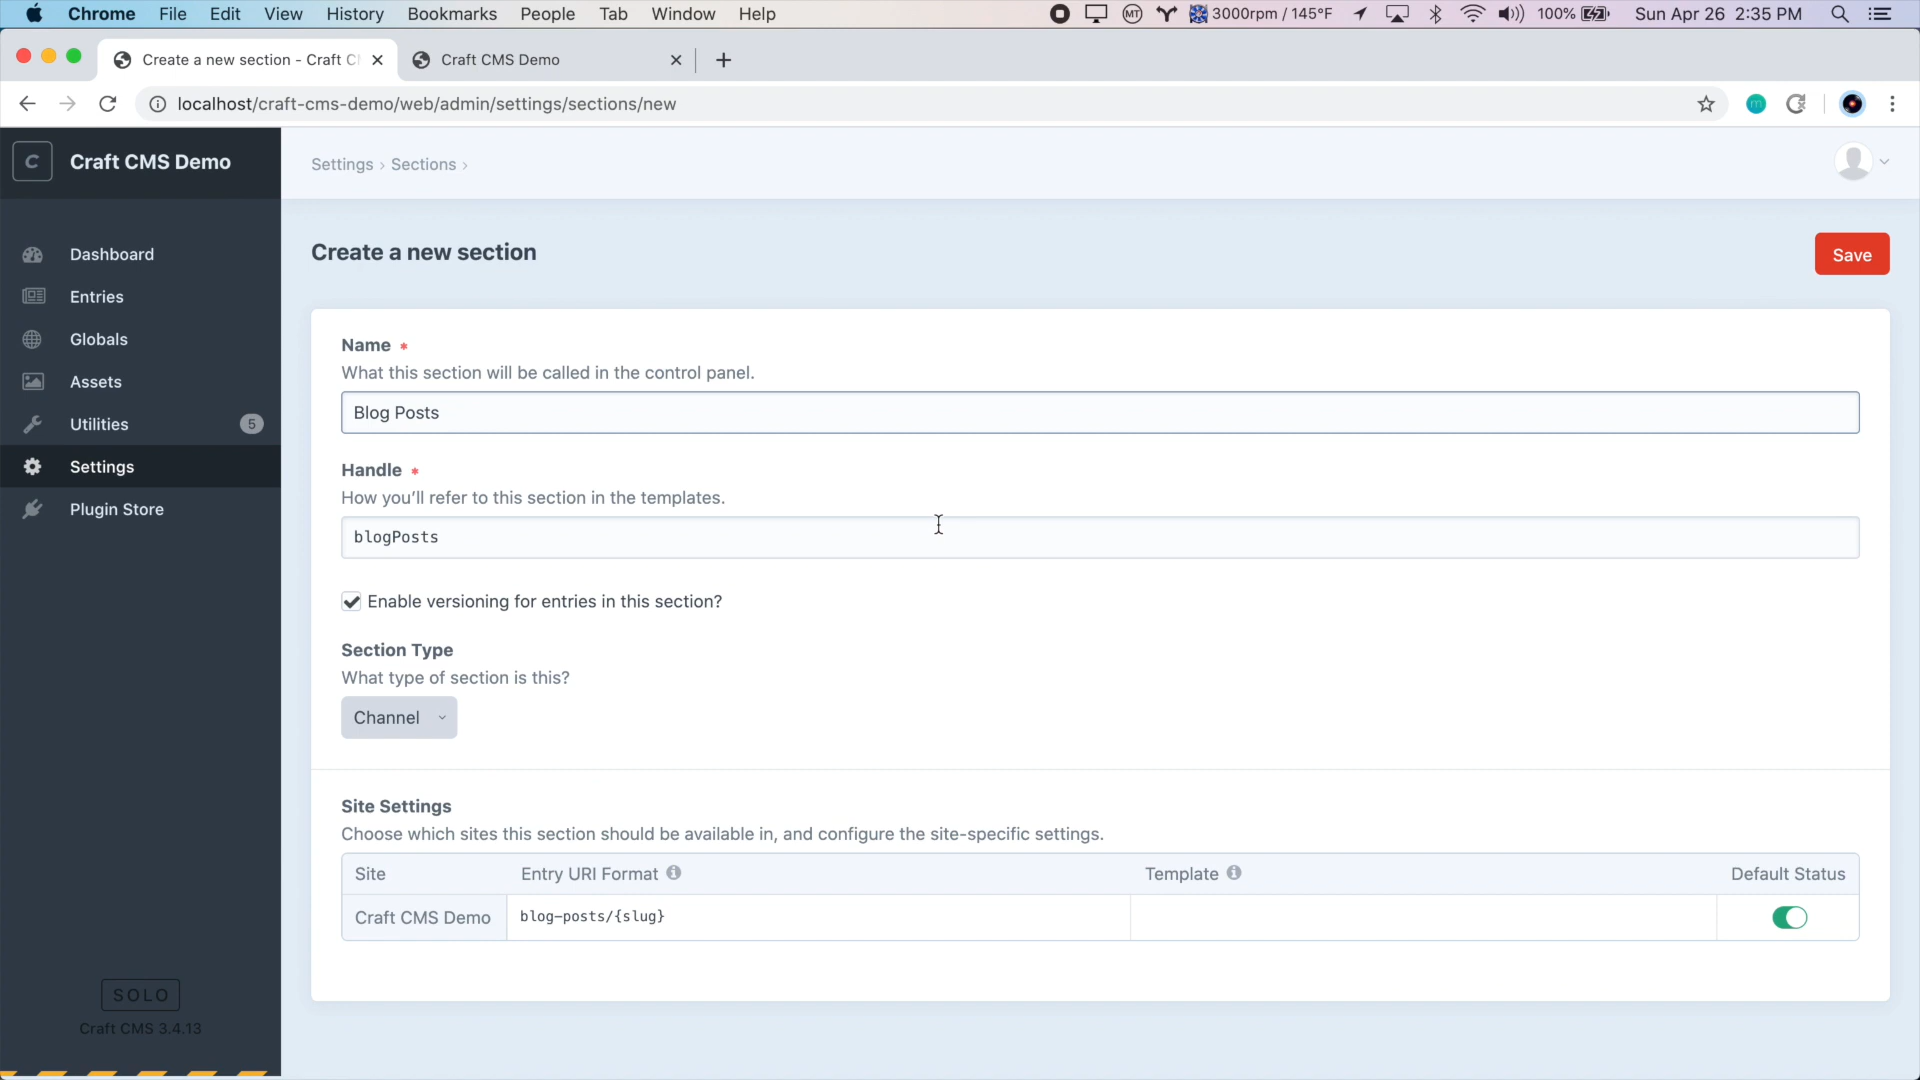 Chrome File Edit View History Bookmarks People Tab Window Help MT 3000rpm / 145°F 100% Sun Apr 26 2:35 PM
Create a new section - Craft C
Craft CMS Demo
localhost/craft-cms-demo/web/admin/settings/sections/new
m
C
Craft CMS Demo
Settings › Sections ›
Dashboard
Entries
Globals
Assets
Utilities 5
Settings
Plugin Store
SOLO
Craft CMS 3.4.13
Create a new section
Save
Name *
What this section will be called in the control panel.
Blog Posts
Handle *
How you’ll refer to this section in the templates.
blogPosts
Enable versioning for entries in this section?
Section Type
What type of section is this?
Channel
Site Settings
Choose which sites this section should be available in, and configure the site-specific settings.
Site Entry URI Format Template Default Status
Craft CMS Demo blog-posts/{slug}